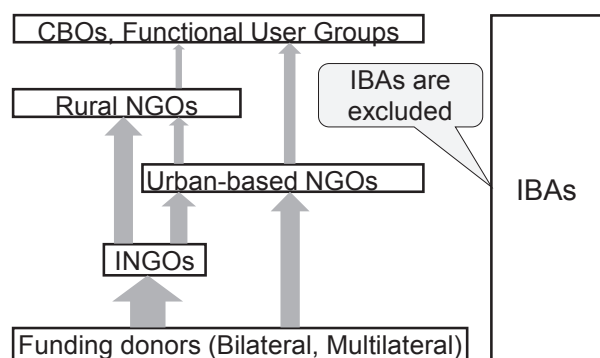 CBOs, Functional User Groups
IBAs are
excluded
Rural NGOs
Urban-based NGOs
IBAs
INGOs
Funding donors (Bilateral, Multilateral)